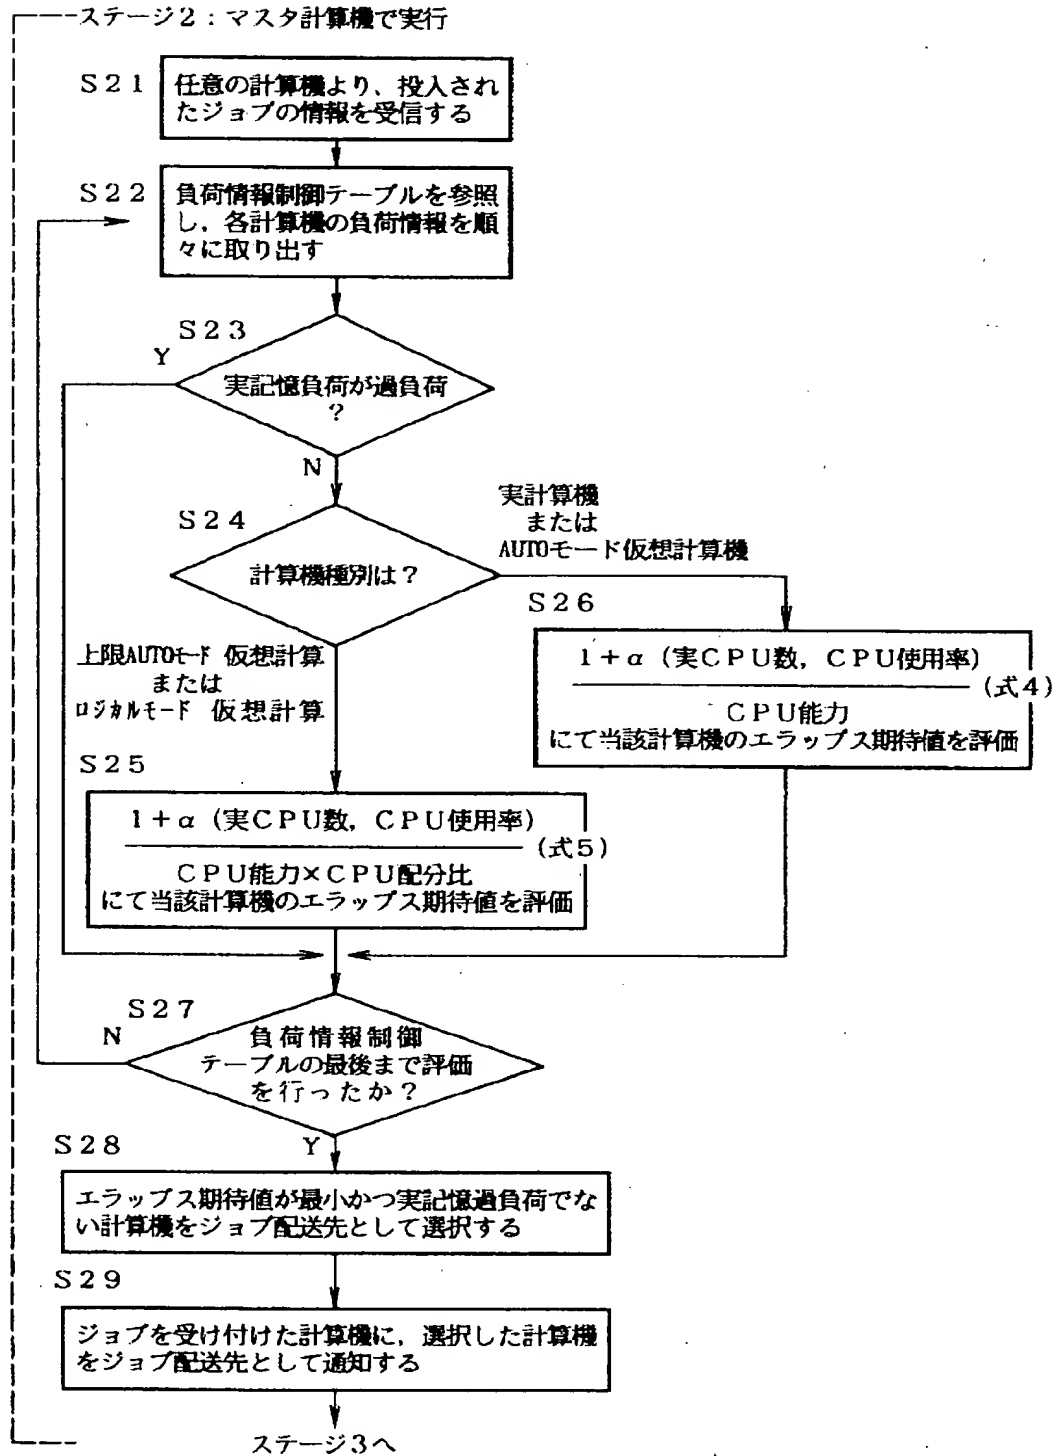 ステージ2:マスタ計算機で実行
S21
任意の計算機より、投入され
たジョブの情報を受信する
S22
負荷情報制御テーブルを参照
し,各計算機の負荷情報を順
々に取り出す
S23
Y
実記憶負荷が過負荷
?
N
S24
計算機種別は?
実計算機
または
AUTOモード仮想計算機
S26
1+α(実CPU数,CPU使用率)
(式4)
CPU能力
にて当該計算機のエラップス期待値を評価
上限AUTOモード 仮想計算
または
ロジカルモード 仮想計算
S25
1+α(実CPU数,CPU使用率)
(式5)
CPU能力×CPU配分比
にて当該計算機のエラップス期待値を評価
S27
N
負荷情報制御
テーブルの最後まで評価
を行ったか?
Y
S28
エラップス期待値が最小かつ実記憶過負荷でな
い計算機をジョブ配送先として選択する
S29
ジョブを受け付けた計算機に,選択した計算機
をジョブ配送先として通知する
ステージ3へ